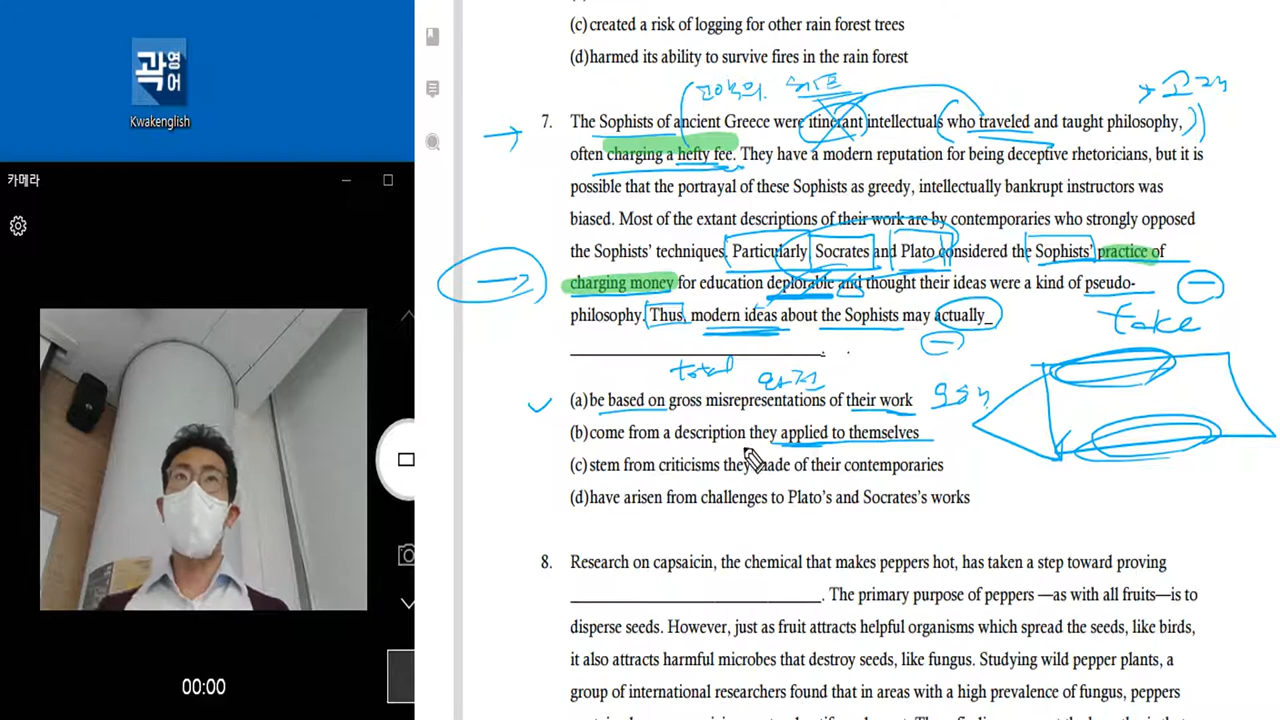 (c) created a risk of logging for other rain forest trees
(d) harmed its ability to survive fires in the rain forest
곽영어
Kwakenglish
카메라
7. The Sophists of ancient Greece were itinerant intellectuals who traveled and taught philosophy,
often charging a hefty fee. They have a modern reputation for being deceptive rhetoricians, but it is
possible that the portrayal of these Sophists as greedy, intellectually bankrupt instructors was
biased. Most of the extant descriptions of their work are by contemporaries who strongly opposed
the Sophists' techniques. Particularly Socrates and Plato considered the Sophists' practice of
charging money for education deplorable and thought their ideas were a kind of pseudo-
philosophy. Thus, modern ideas about the Sophists may actually_
take
total
(a) be based on gross misrepresentations of their work
(b) come from a description they applied to themselves
(c) stem from criticisms they made of their contemporaries
(d) have arisen from challenges to Plato's and Socrates's works
8. Research on capsaicin, the chemical that makes peppers hot, has taken a step toward proving
. The primary purpose of peppers —as with all fruits—is to
disperse seeds. However, just as fruit attracts helpful organisms which spread the seeds, like birds,
it also attracts harmful microbes that destroy seeds, like fungus. Studying wild pepper plants, a
group of international researchers found that in areas with a high prevalence of fungus, peppers
00:00